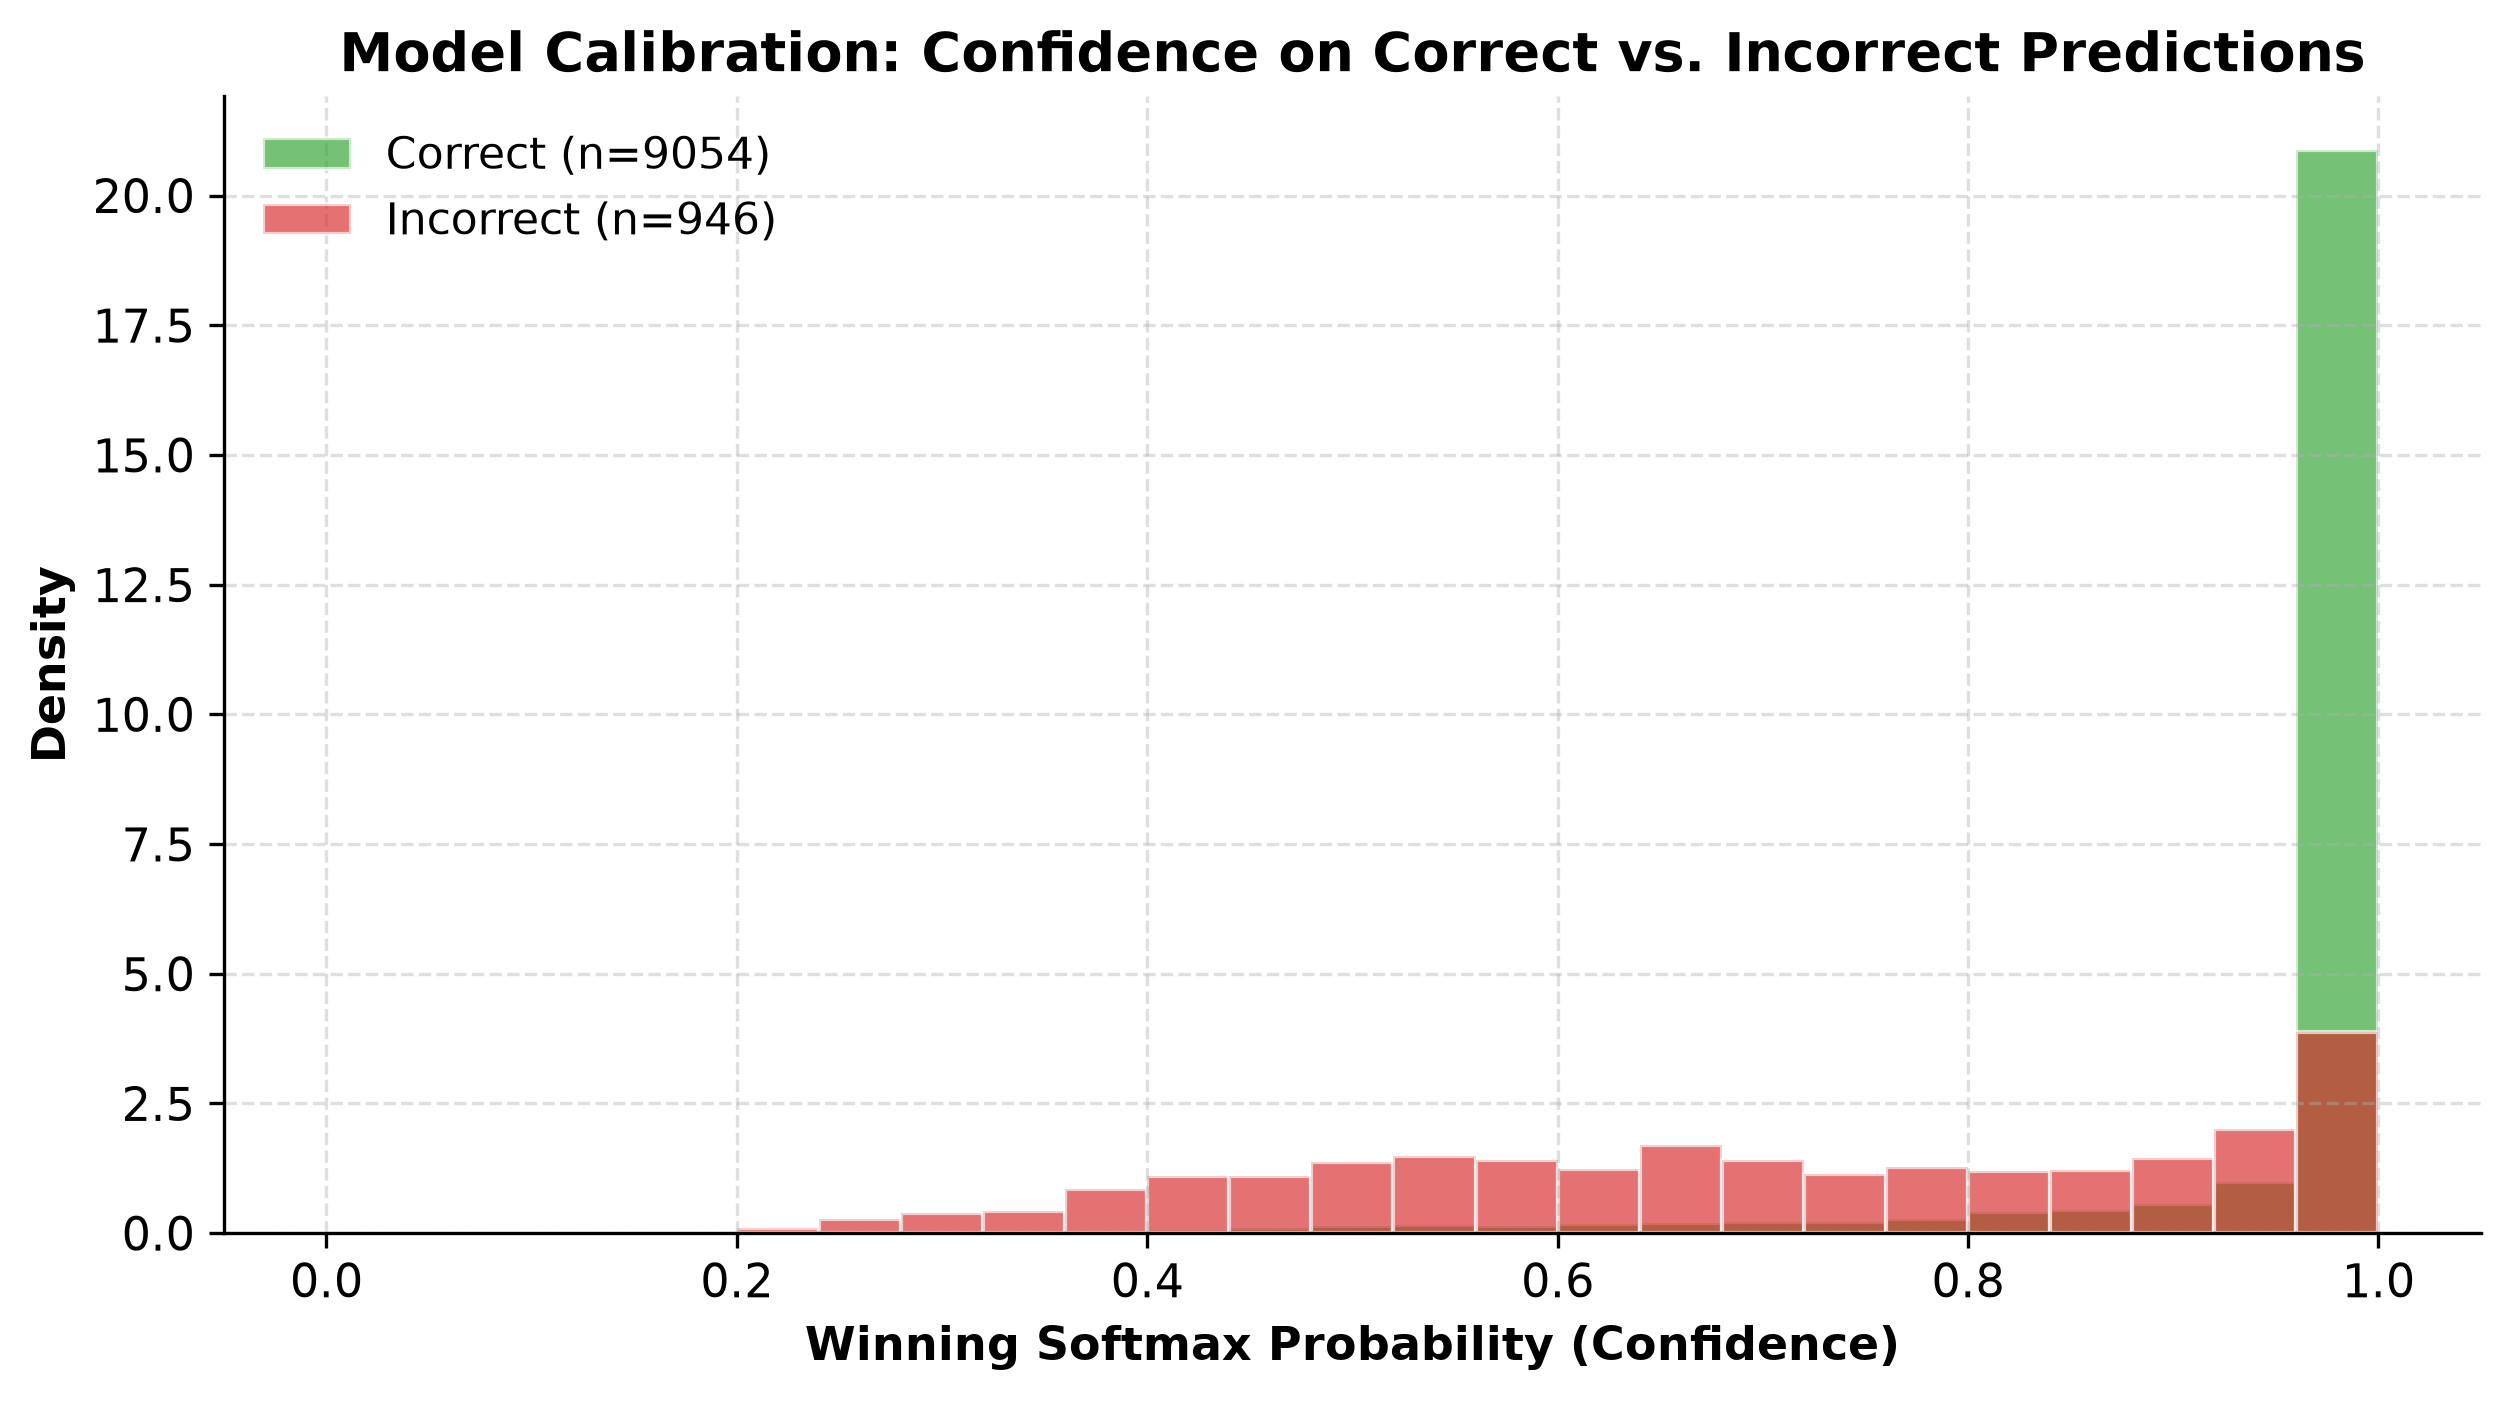 Model Calibration: Confidence on Correct vs. Incorrect Predictions
Correct (n=9054)
Incorrect (n=946)
20.0
17.5
15.0
12.5
10.0
7.5
5.0
2.5
0.0
Density
0.0 0.2 0.4 0.6 0.8 1.0
Winning Softmax Probability (Confidence)